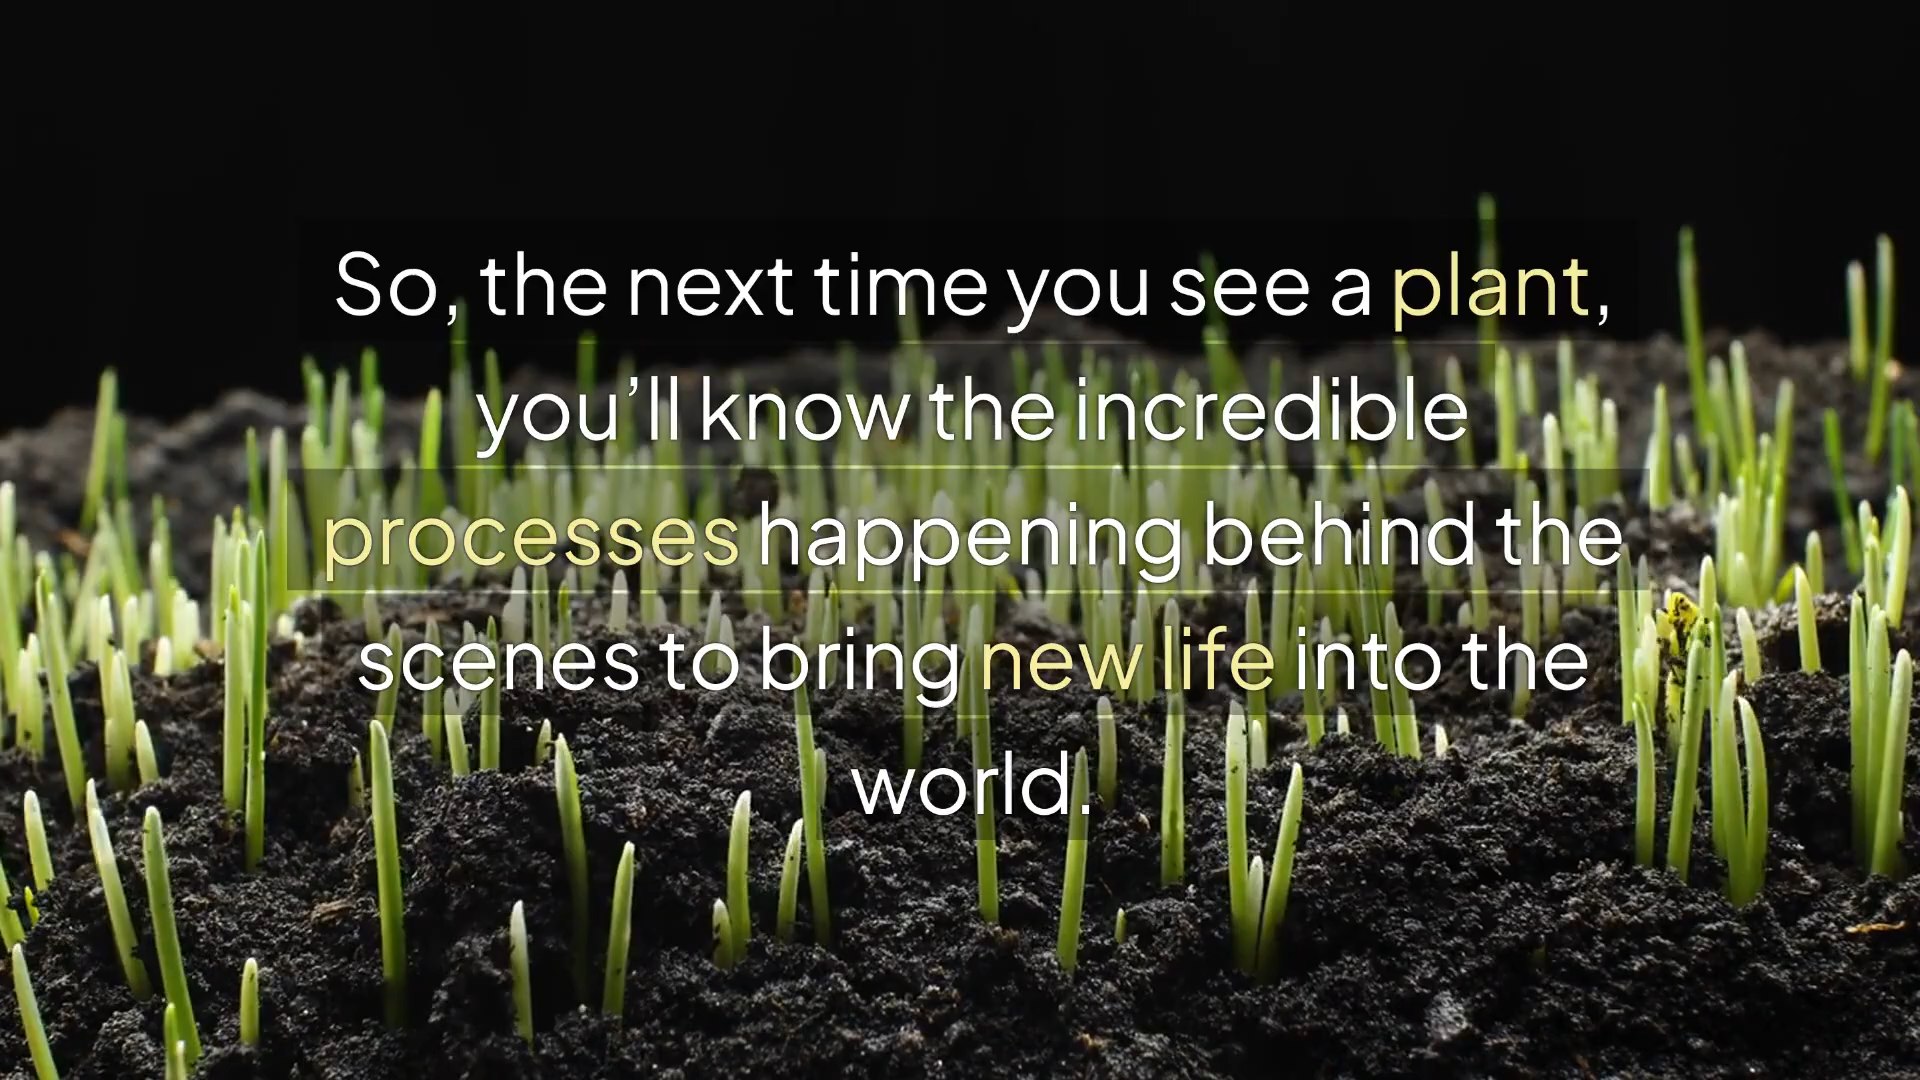 So, the next time you see a plant,
you’ll know the incredible
processes happening behind the
scenes to bring new life into the
world.